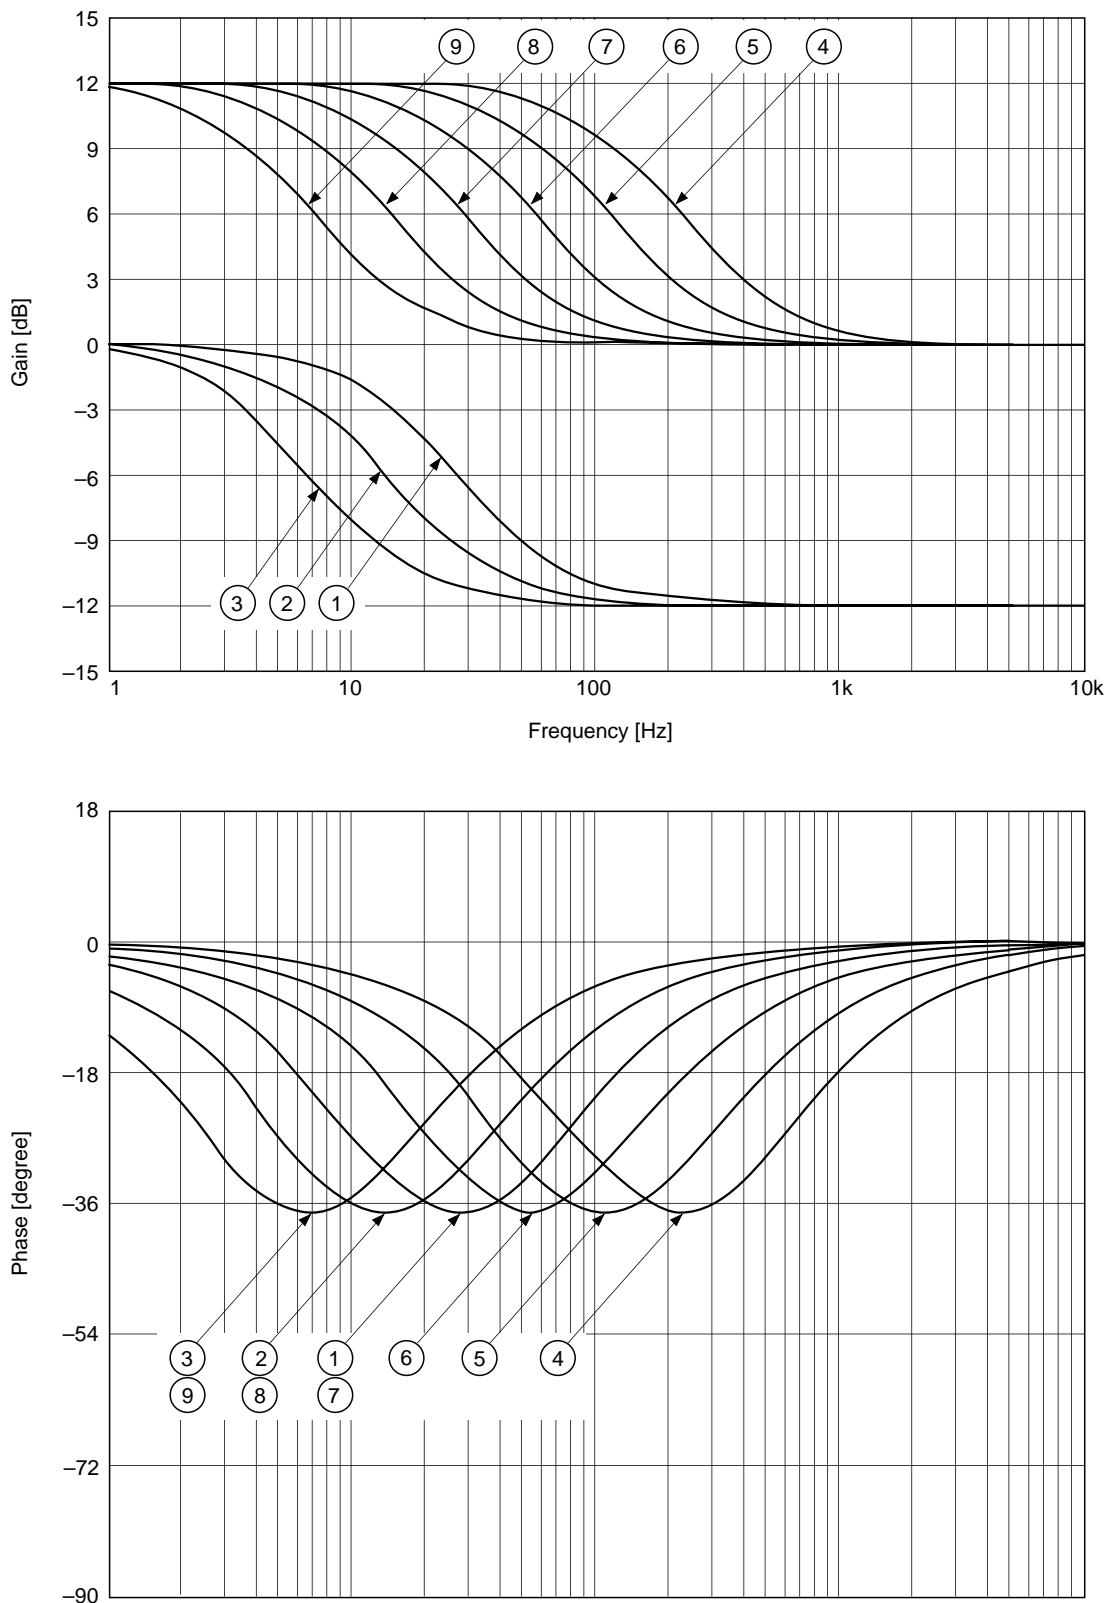 15
12
9
6
3
0
–3
–6
–9
–12
–15
Gain [dB]
⑨ ⑧ ⑦ ⑥ ⑤ ④
③ ② ①
1 10 100 1k 10k
Frequency [Hz]
18
0
–18
–36
–54
–72
–90
Phase [degree]
③ ② ① ⑥ ⑤ ④
⑨ ⑧ ⑦